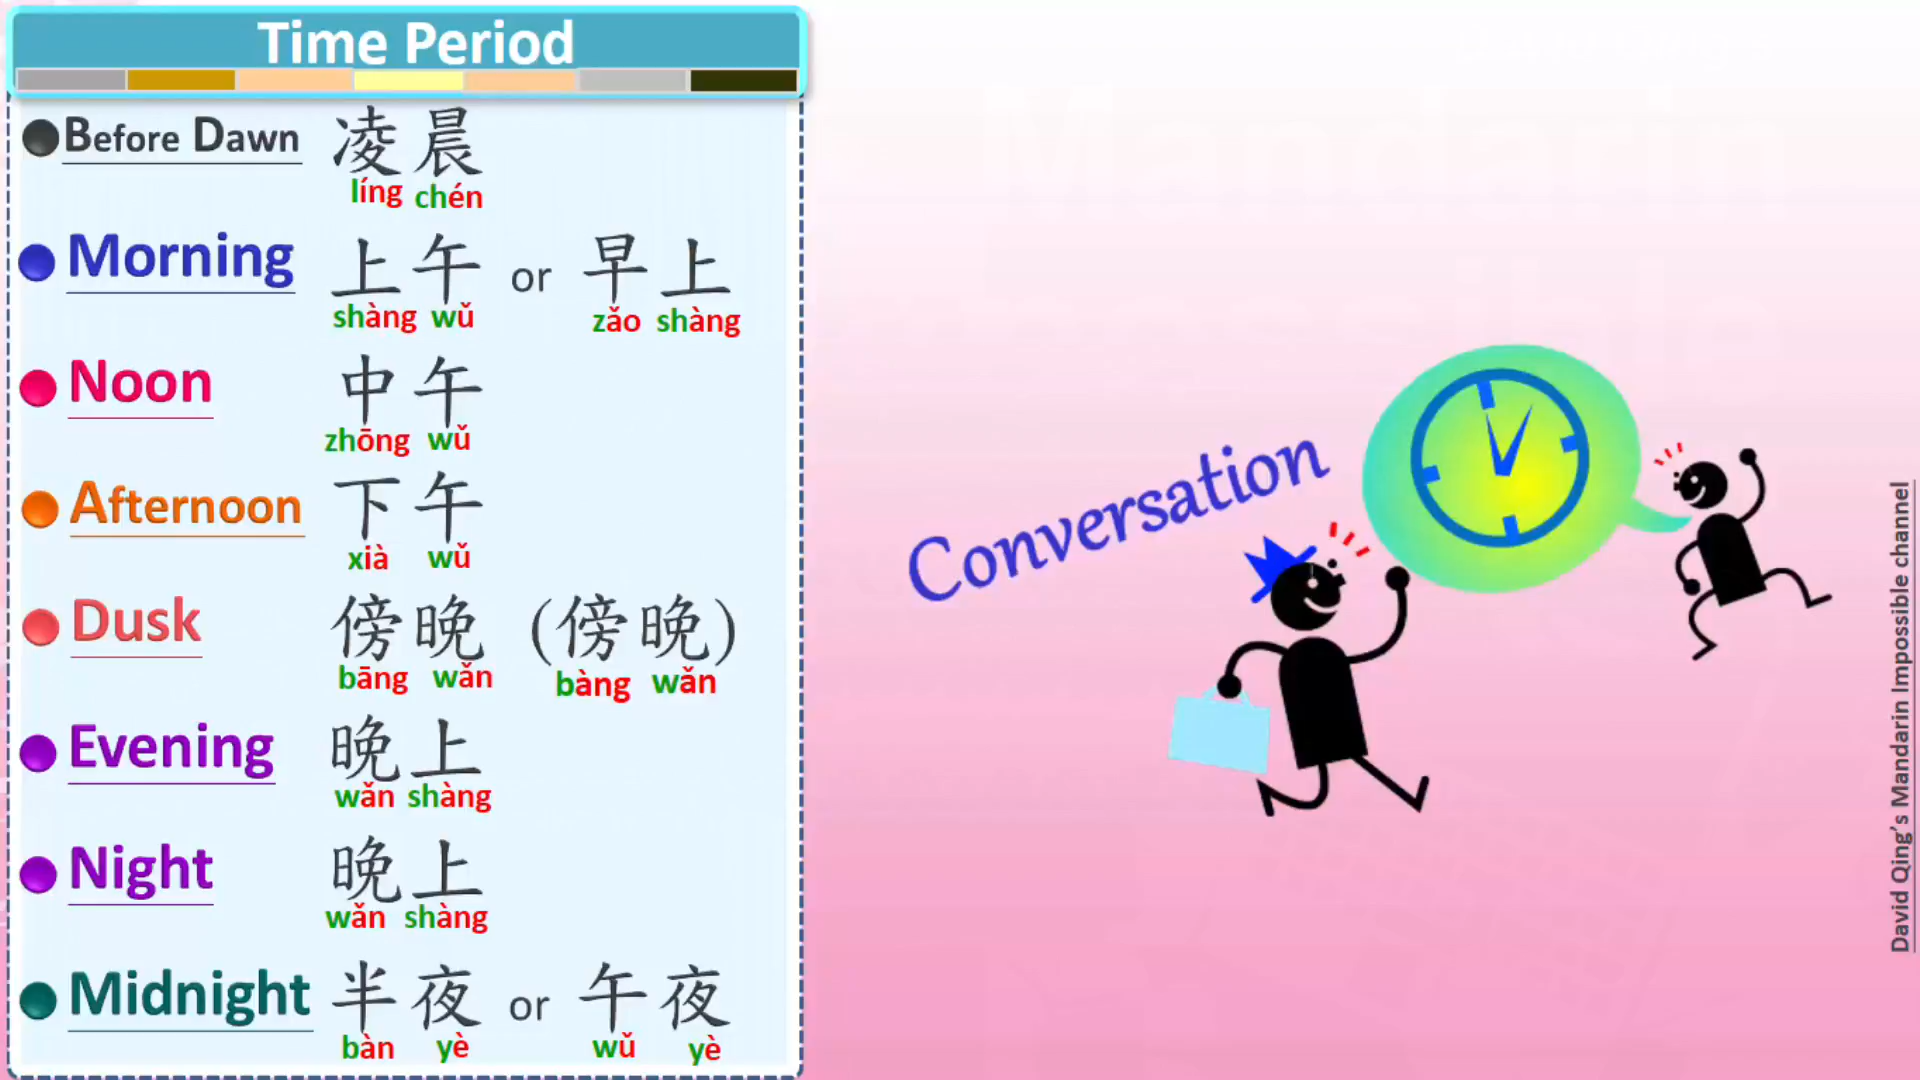 Time Period
Before Dawn 凌晨
líng chén
Morning 上午 or 早上
shàng wǔ zǎo shàng
Noon 中午
zhōng wǔ
Afternoon 下午
xià wǔ
Dusk 傍晚 (傍晚)
bāng wǎn bàng wǎn
Evening 晚上
wǎn shàng
Night 晚上
wǎn shàng
Midnight 半夜 or 午夜
bàn yè wǔ yè
Conversation
David Qing's Mandarin Impossible channel